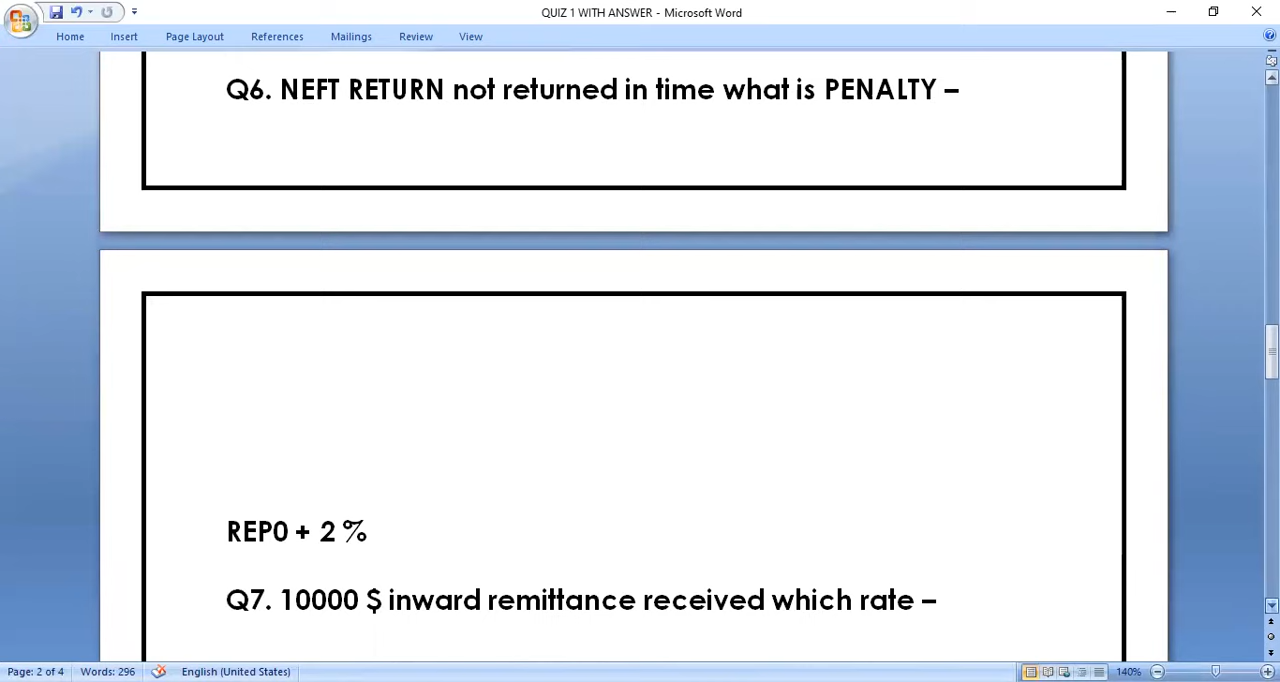 QUIZ 1 WITH ANSWER - Microsoft Word
Home Insert Page Layout References Mailings Review View
Q6. NEFT RETURN not returned in time what is PENALTY –
REP0 + 2 %
Q7. 10000 $ inward remittance received which rate –
Page: 2 of 4 Words: 296 English (United States) 140%